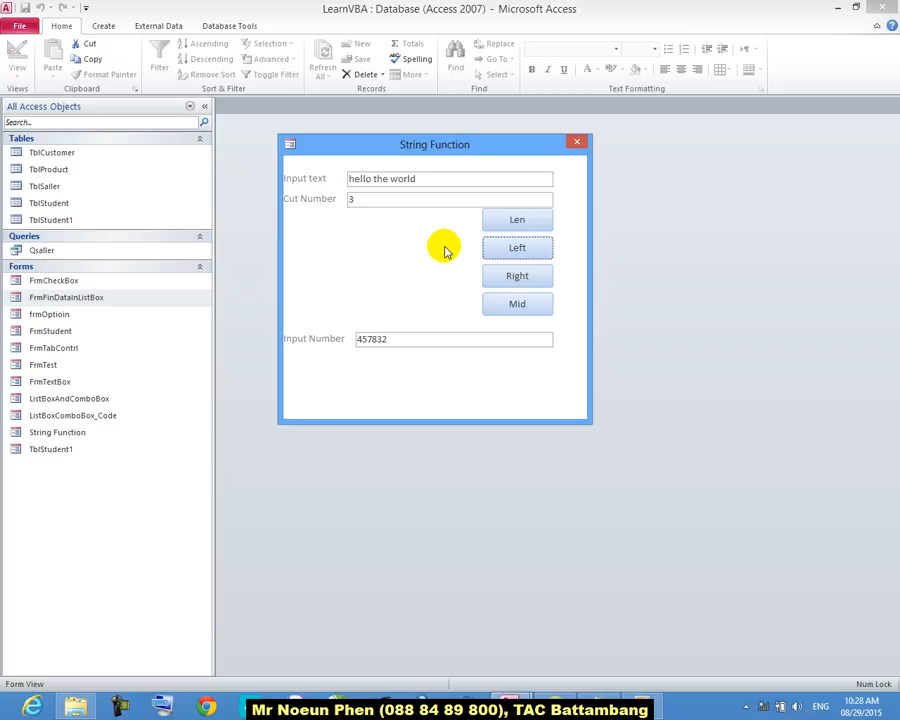 LearnVBA : Database (Access 2007) - Microsoft Access
File Home Create External Data Database Tools
View
Views
Paste
Cut
Copy
Format Painter
Clipboard
Filter
Ascending
Descending
Remove Sort
Selection
Advanced
Toggle Filter
Sort & Filter
Refresh All
New
Save
Delete
Totals
Spelling
More
Records
Find
Replace
Go To
Select
Find
B I U
A
Text Formatting
All Access Objects
Search...
Tables
TblCustomer
TblProduct
TblSaller
TblStudent
TblStudent1
Queries
Qsaller
Forms
FrmCheckBox
FrmFinDataInListBox
frmOptioin
FrmStudent
FrmTabContrl
FrmTest
FrmTextBox
ListBoxAndComboBox
ListBoxComboBox_Code
String Function
TblStudent1
String Function
Input text hello the world
Cut Number 3
Len
Left
Right
Mid
Input Number 457832
Form View
Num Lock
Mr Noeun Phen (088 84 89 800), TAC Battambang
ENG
10:28 AM
08/29/2015